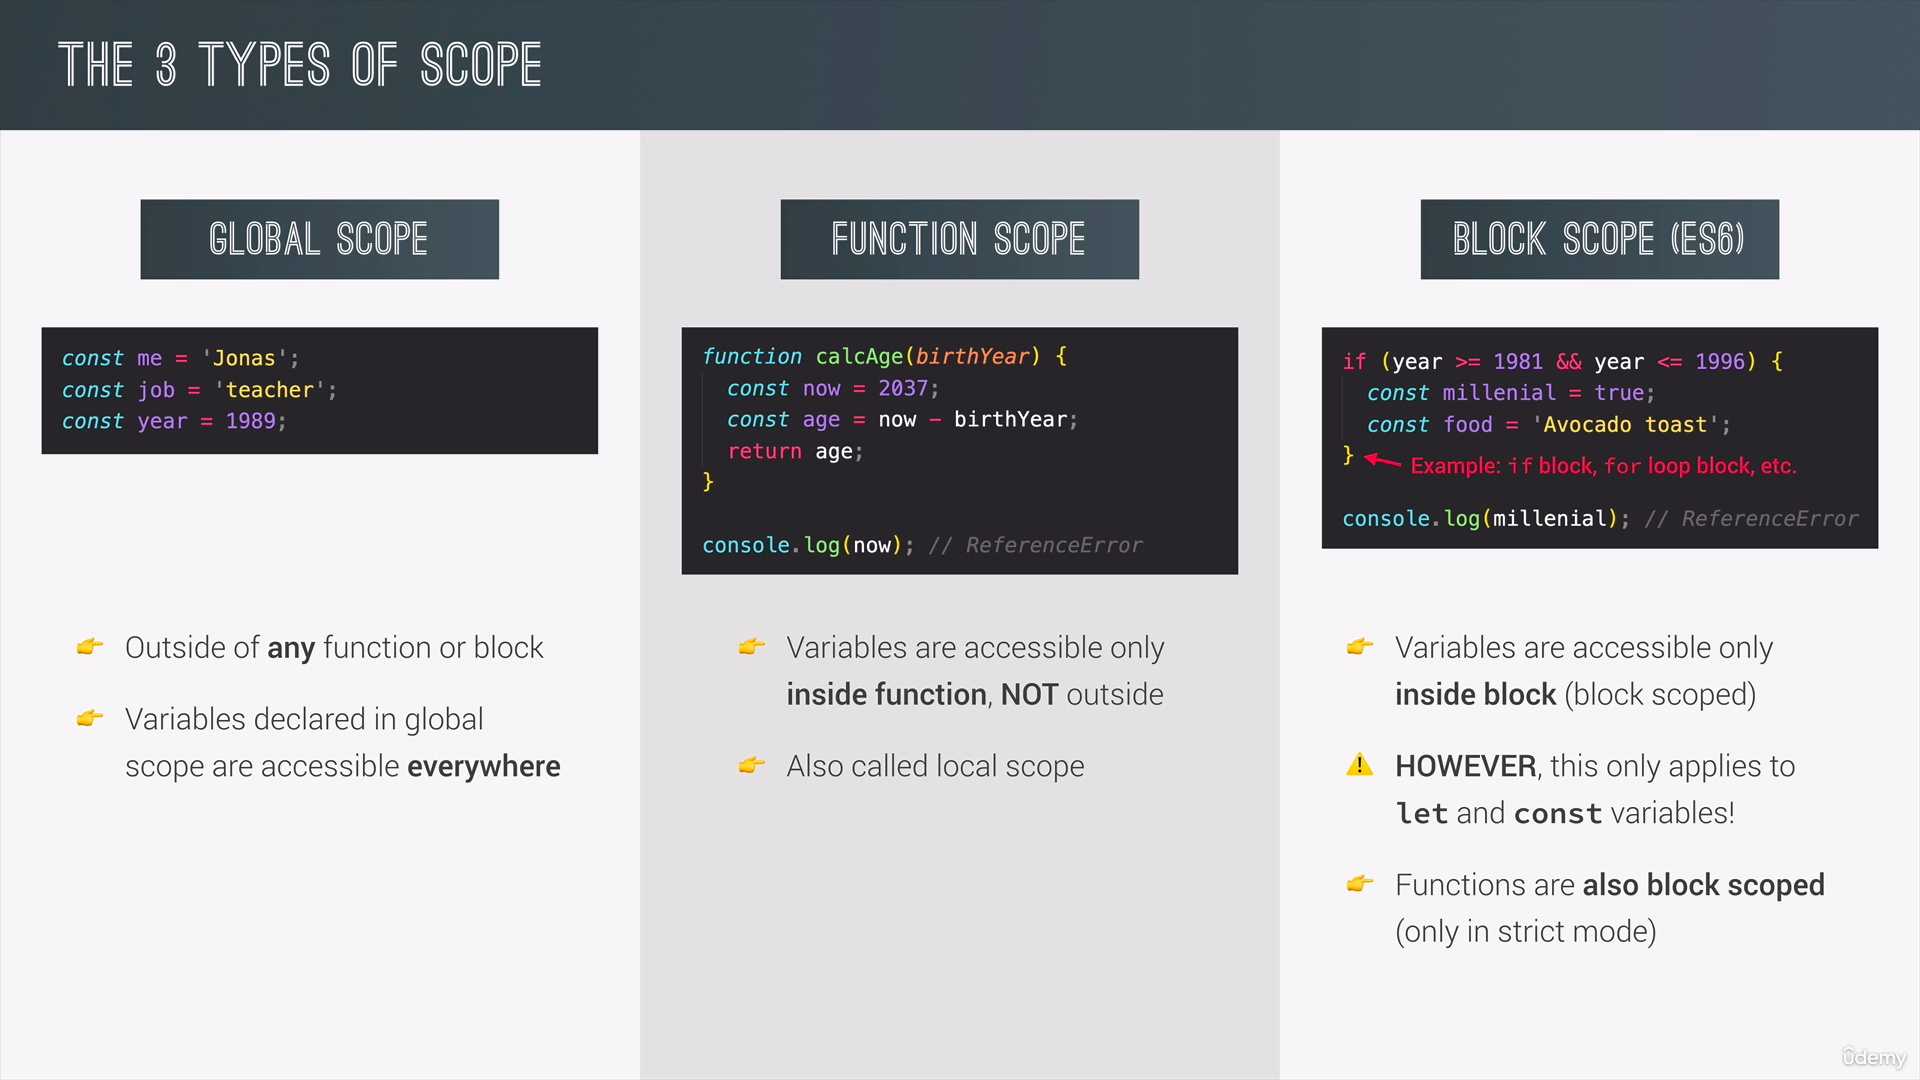 THE 3 TYPES OF SCOPE
GLOBAL SCOPE
const me = 'Jonas';
const job = 'teacher';
const year = 1989;
Outside of any function or block
Variables declared in global
scope are accessible everywhere
FUNCTION SCOPE
function calcAge(birthYear) {
  const now = 2037;
  const age = now − birthYear;
  return age;
}
console.log(now); // ReferenceError
Variables are accessible only
inside function, NOT outside
Also called local scope
BLOCK SCOPE (ES6)
if (year >= 1981 && year <= 1996) {
  const millenial = true;
  const food = 'Avocado toast';
}
Example: if block, for loop block, etc.
console.log(millenial); // ReferenceError
Variables are accessible only
inside block (block scoped)
HOWEVER, this only applies to
let and const variables!
Functions are also block scoped
(only in strict mode)
ûdemy